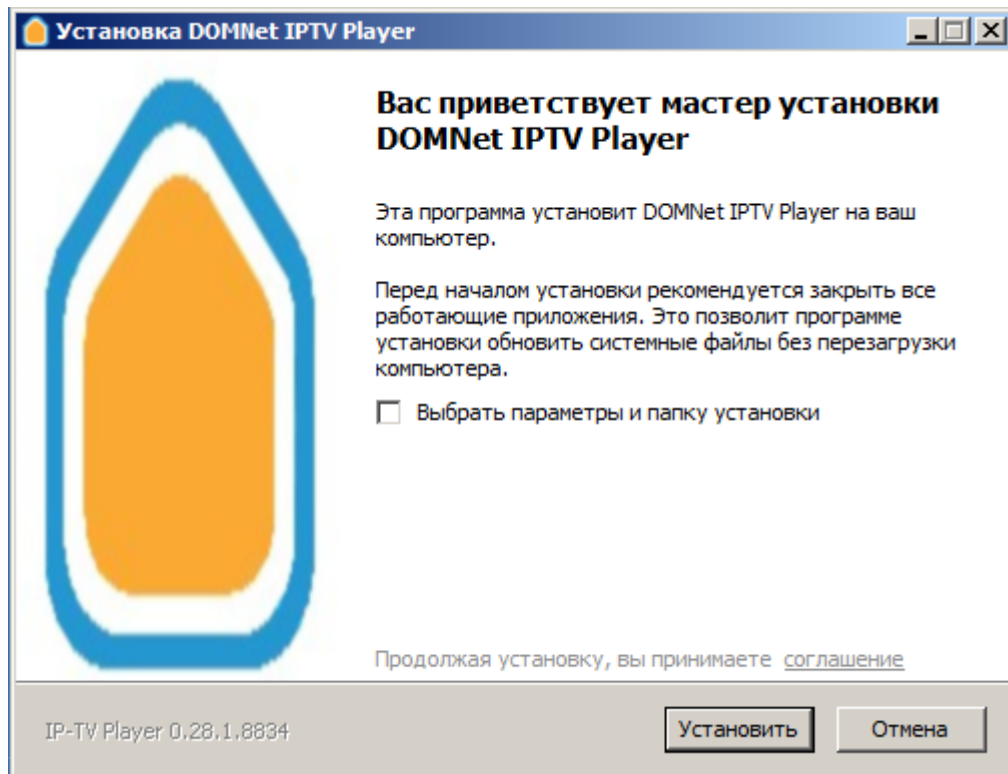 Установка DOMNet IPTV Player
Вас приветствует мастер установки
DOMNet IPTV Player
Эта программа установит DOMNet IPTV Player на ваш
компьютер.
Перед началом установки рекомендуется закрыть все
работающие приложения. Это позволит программе
установки обновить системные файлы без перезагрузки
компьютера.
Выбрать параметры и папку установки
Продолжая установку, вы принимаете соглашение
IP-TV Player 0.28.1.8834
Установить
Отмена